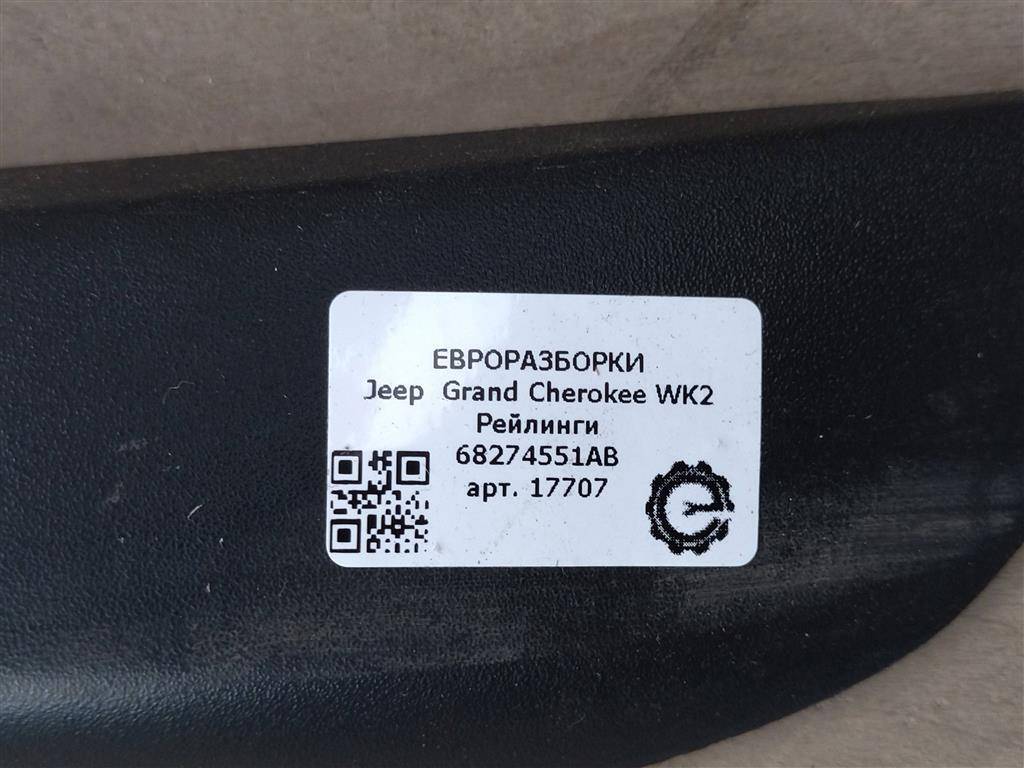 ЕВРОРАЗБОРКИ
Jeep Grand Cherokee WK2
Рейлинги
68274551AB
арт. 17707